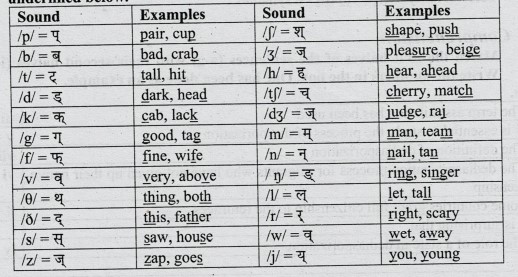 Sound Examples Sound Examples
/p/ = प् pair, cup /ʃ/ = श् shape, push
/b/ = ब् bad, crab /ʒ/ = ज् pleasure, beige
/t/ = ट् tall, hit /h/ = ह् hear, ahead
/d/ = ड् dark, head /tʃ/ = च् cherry, match
/k/ = क् cab, lack /dʒ/ = ज् judge, raj
/g/ = ग् good, tag /m/ = म् man, team
/f/ = फ् fine, wife /n/ = न् nail, tan
/v/ = व् very, above /ŋ/ = ङ् ring, singer
/θ/ = थ् thing, both /l/ = ल् let, tall
/ð/ = द् this, father /r/ = र् right, scary
/s/ = स् saw, house /w/ = व् wet, away
/z/ = ज् zap, goes /j/ = य् you, young